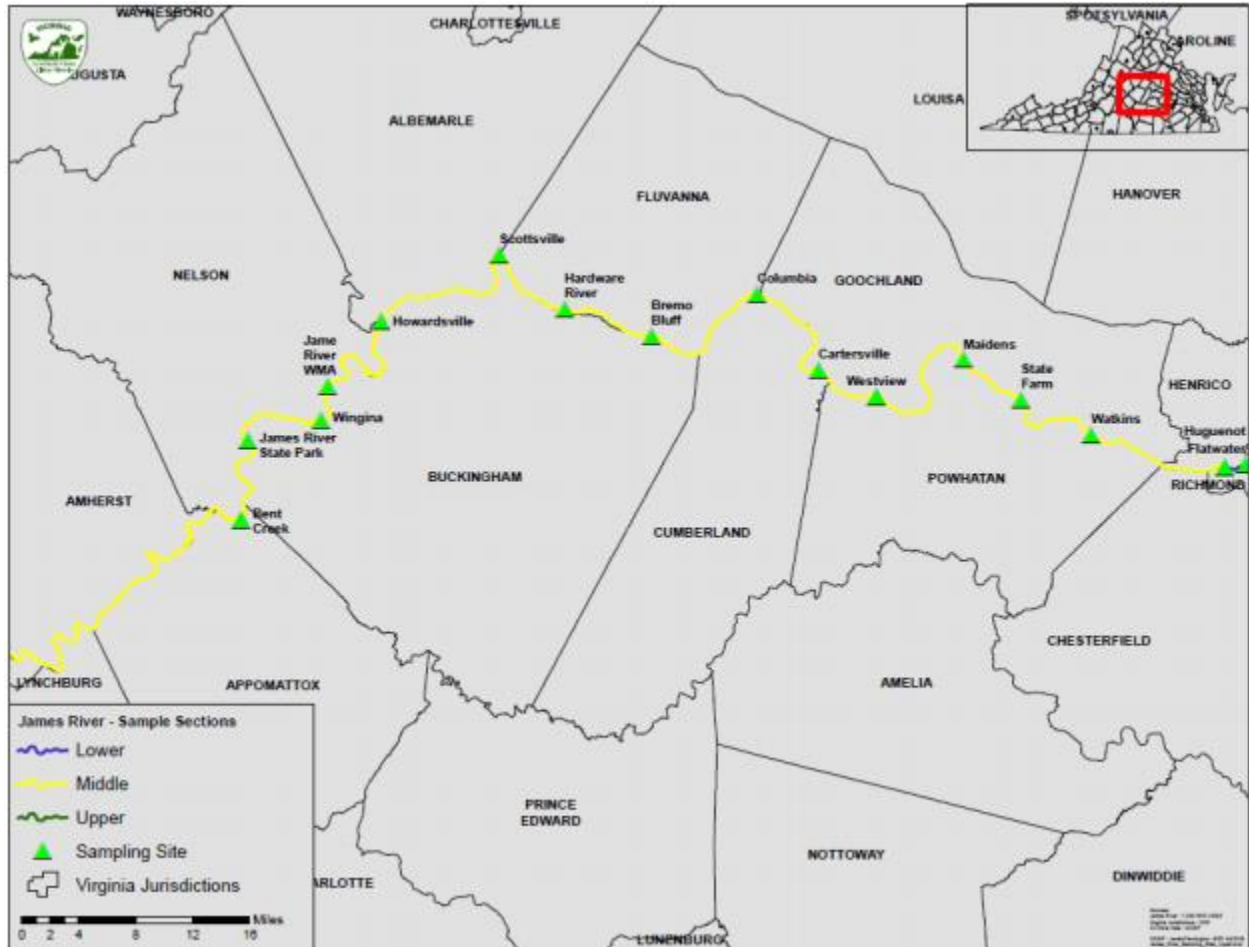 WAYNESBORO
CHARLOTTESVILLE
SPOTSYLVANIA
CAROLINE
UGUSTA
LOUISA
ALBEMARLE
HANOVER
FLUVANNA
Scottsville
NELSON
Hardware
River
Columbia
GOOCHLAND
Howardsville
Bremo
Bluff
Jame
River
WMA
Cartersville
Maidens
Westview
State
Farm
HENRICO
Wingina
James River
State Park
Watkins
Huguenot
Flatwater
BUCKINGHAM
POWHATAN
RICHMOND
AMHERST
Bent
Creek
CUMBERLAND
CHESTERFIELD
LYNCHBURG
APPOMATTOX
AMELIA
James River - Sample Sections
Lower
Middle
Upper
Sampling Site
Virginia Jurisdictions
Miles
0 2 4 8 12 16
PRINCE
EDWARD
NOTTOWAY
DINWIDDIE
ARLOTTE
LUNENBURG